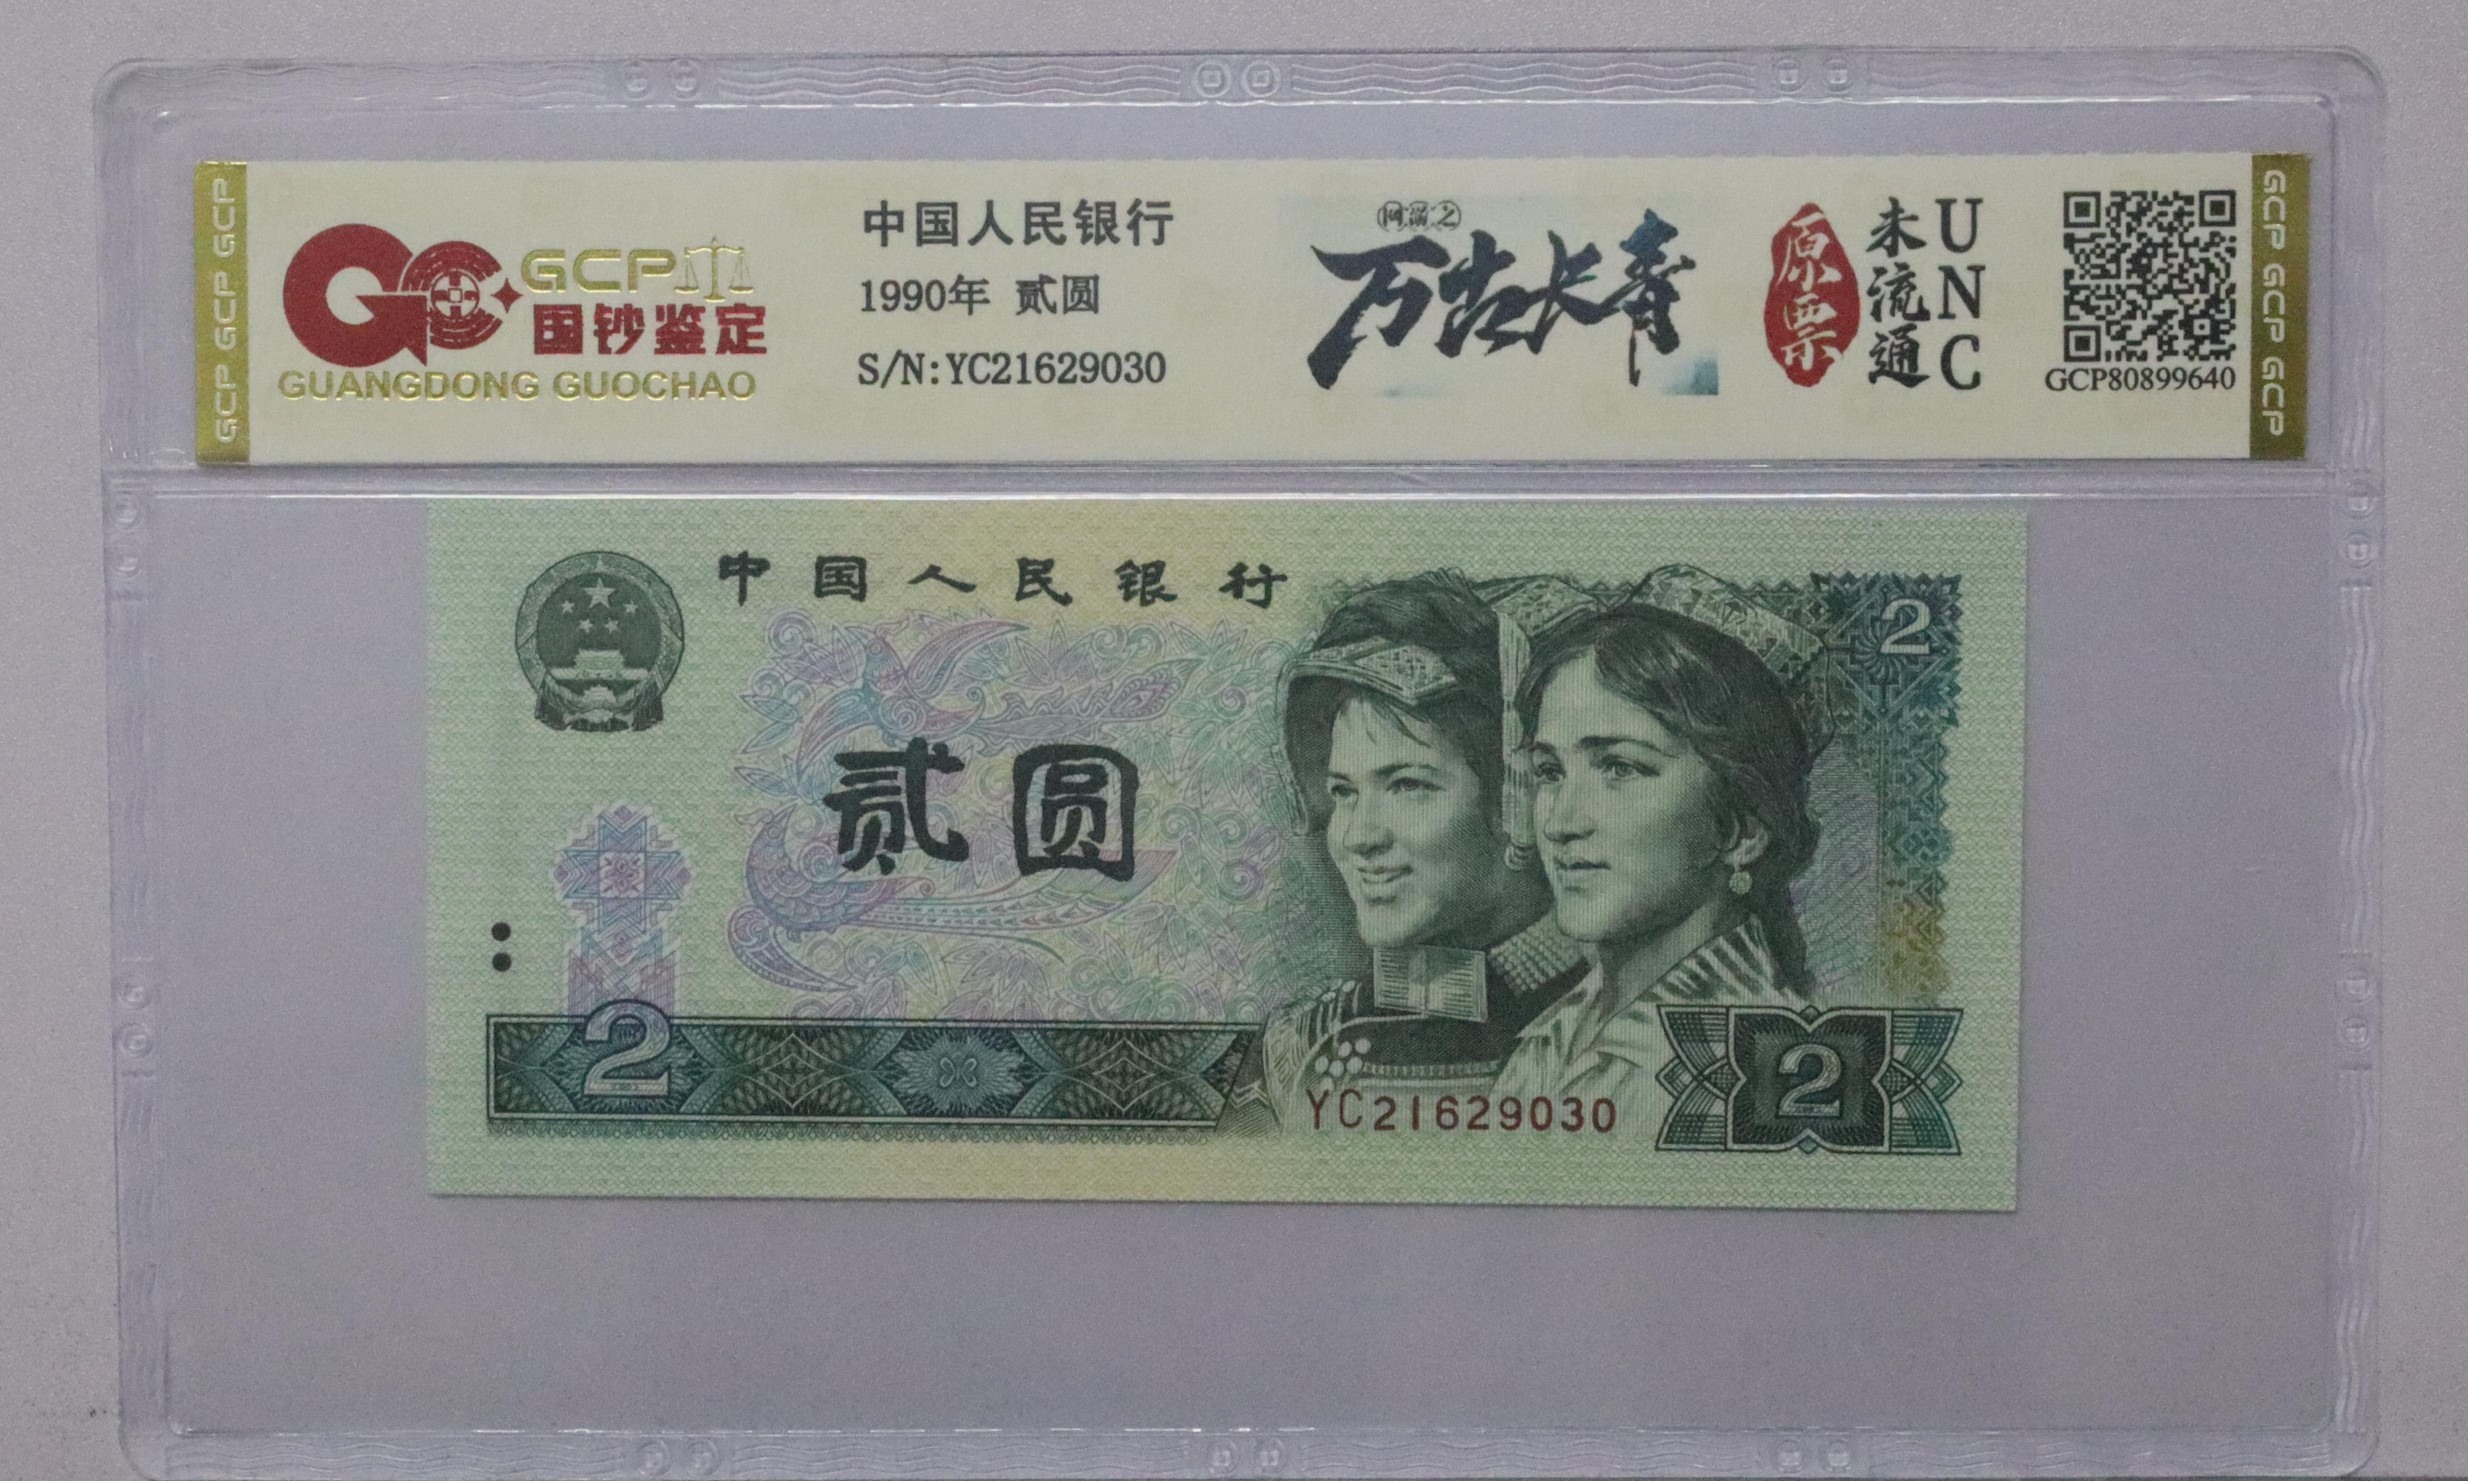 GCP GCP GCP
GCP
国钞鉴定
GUANGDONG GUOCHAO
中国人民银行
1990年 贰圆
S/N:YC21629030
万古长青
原票
未流通
UNC
GCP80899640
GCP GCP GCP
中国人民银行
2
贰圆
2
YC21629030
2